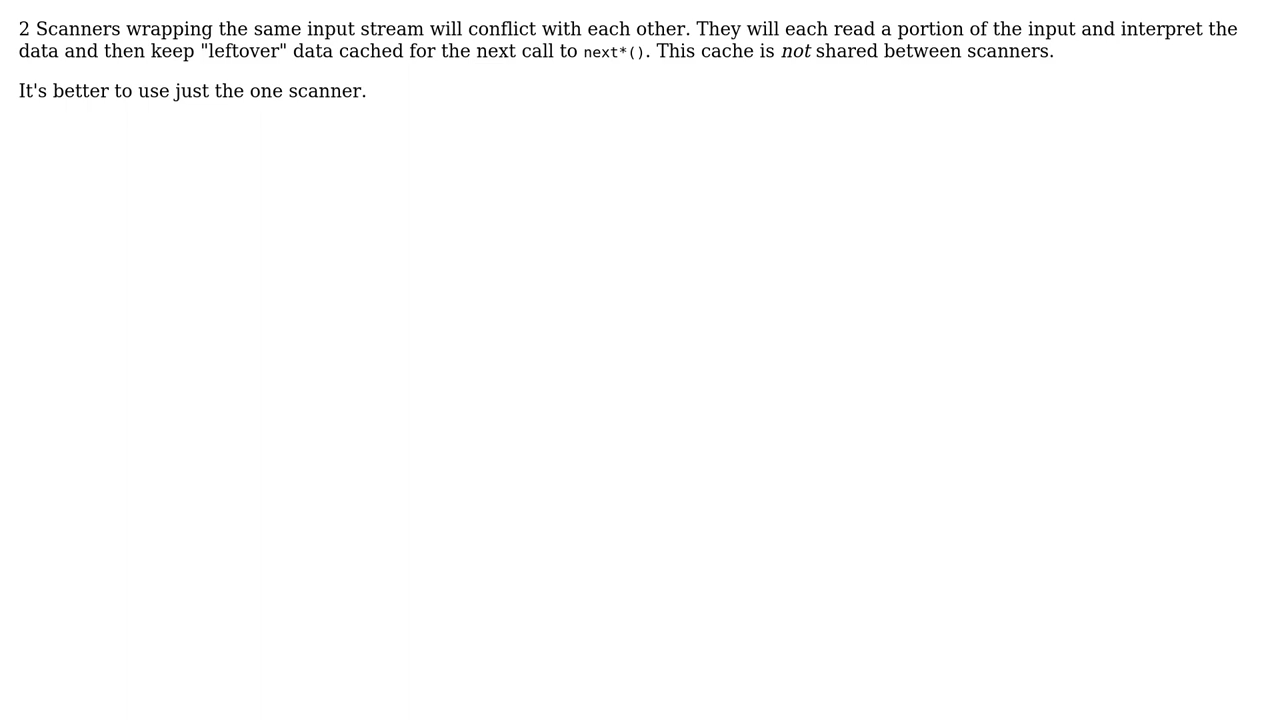 2 Scanners wrapping the same input stream will conflict with each other. They will each read a portion of the input and interpret the
data and then keep "leftover" data cached for the next call to next*(). This cache is not shared between scanners.
It's better to use just the one scanner.